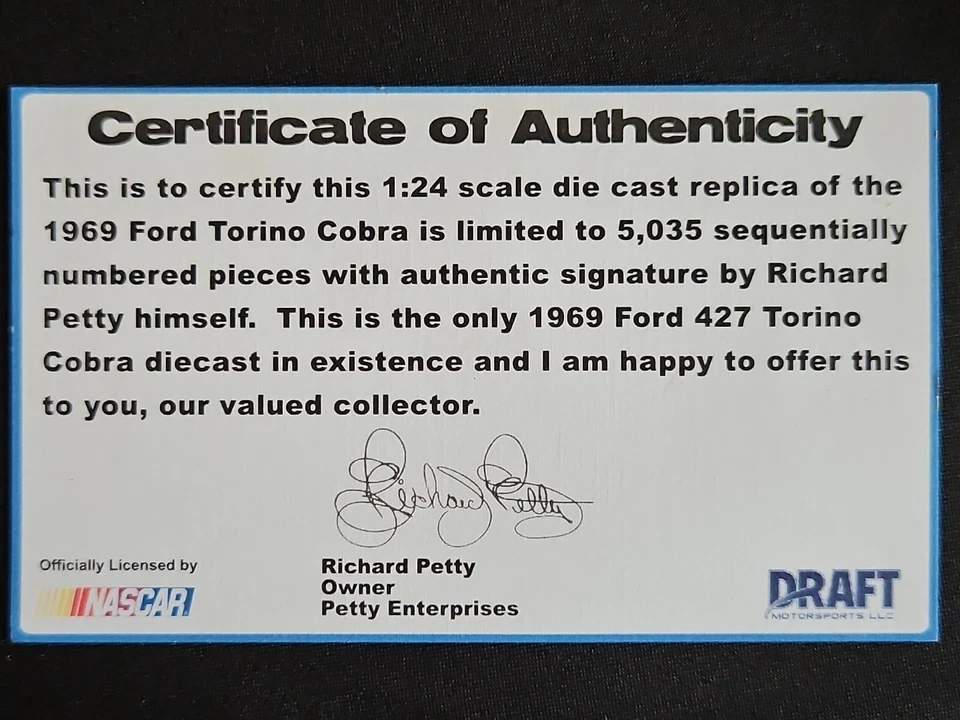 Certificate of Authenticity
This is to certify this 1:24 scale die cast replica of the
1969 Ford Torino Cobra is limited to 5,035 sequentially
numbered pieces with authentic signature by Richard
Petty himself. This is the only 1969 Ford 427 Torino
Cobra diecast in existence and I am happy to offer this
to you, our valued collector.
Richard Petty
Officially Licensed by
NASCAR
Richard Petty
Owner
Petty Enterprises
DRAFT
MOTORSPORTS LLC